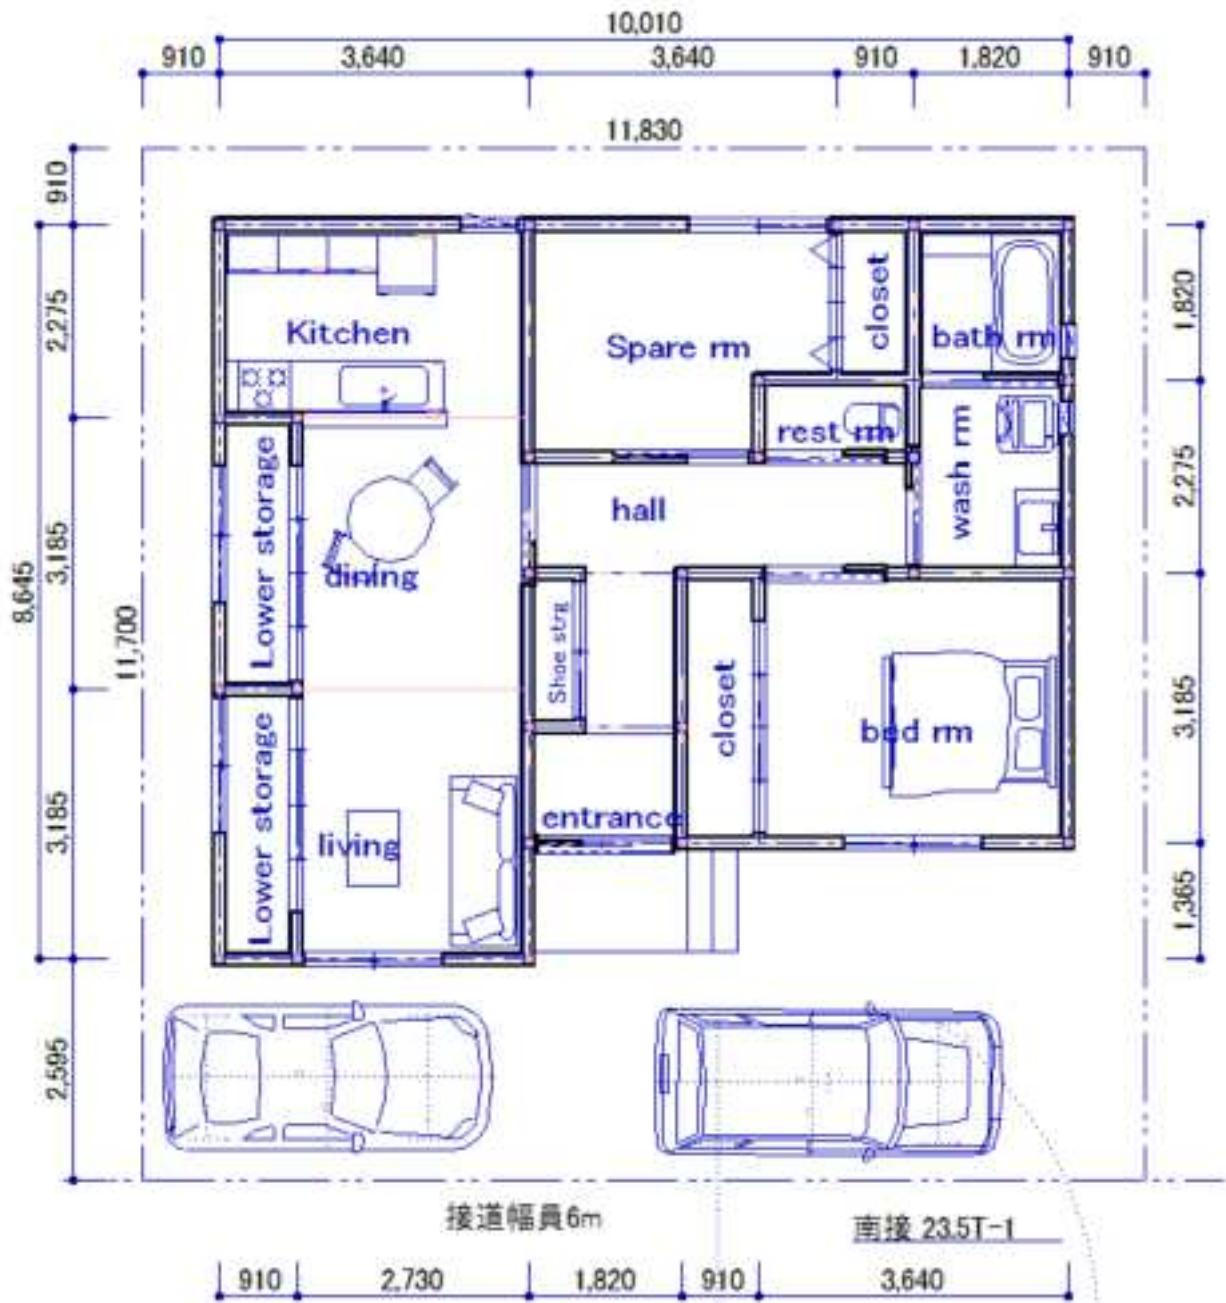 10,010
910 3,640 3,640 910 1,820 910
11,830
910
2,275
3,185
8,645
11,700
3,185
2,595
1,820
2,275
3,185
1,365
Kitchen
Spare rm
closet
bath rm
rest rm
wash rm
Lower storage
dining
hall
Shoe strg
closet
bed rm
Lower storage
living
entrance
接道幅員6m
南接 23.5T-1
910 2,730 1,820 910 3,640